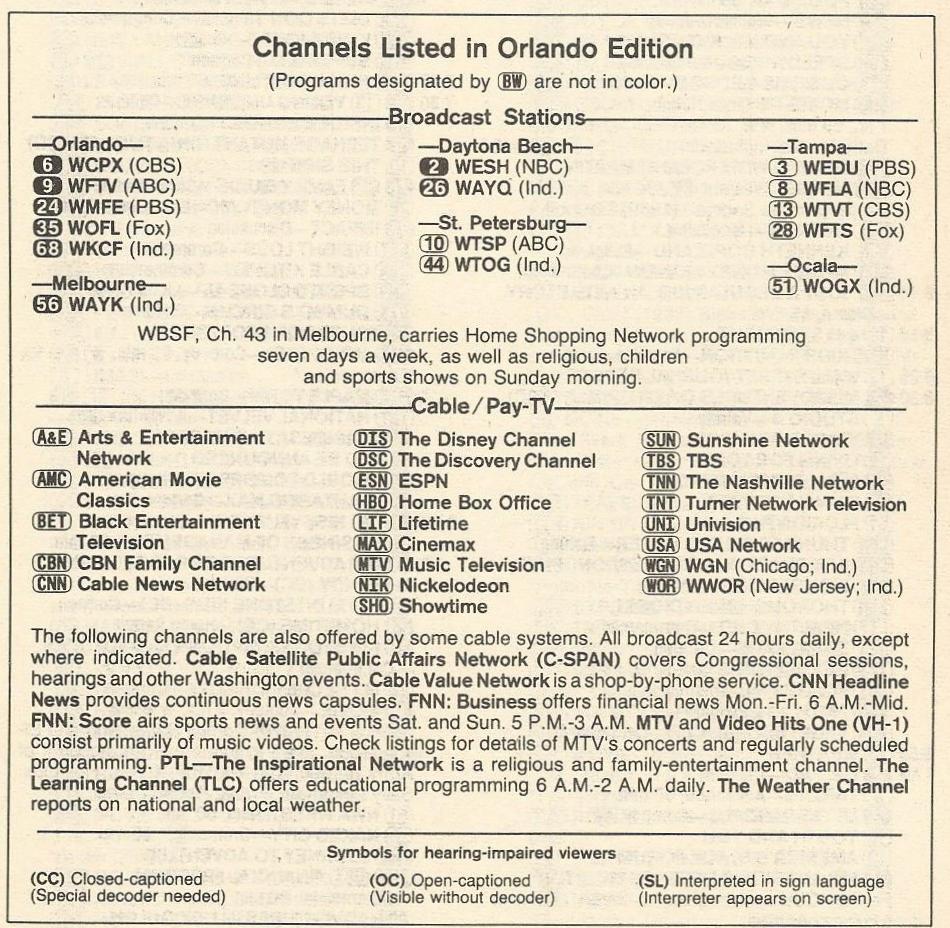 Channels Listed in Orlando Edition
(Programs designated by BW are not in color.)
Broadcast Stations
Orlando
6 WCPX (CBS)
9 WFTV (ABC)
24 WMFE (PBS)
35 WOFL (Fox)
68 WKCF (Ind.)
Melbourne
56 WAYK (Ind.)
Daytona Beach
2 WESH (NBC)
26 WAYQ (Ind.)
St. Petersburg
10 WTSP (ABC)
44 WTOG (Ind.)
Tampa
3 WEDU (PBS)
8 WFLA (NBC)
13 WTVT (CBS)
28 WFTS (Fox)
Ocala
51 WOGX (Ind.)
WBSF, Ch. 43 in Melbourne, carries Home Shopping Network programming
seven days a week, as well as religious, children
and sports shows on Sunday morning.
Cable/Pay-TV
A&E Arts & Entertainment
Network
AMC American Movie
Classics
BET Black Entertainment
Television
CBN CBN Family Channel
CNN Cable News Network
DIS The Disney Channel
DSC The Discovery Channel
ESN ESPN
HBO Home Box Office
LIF Lifetime
MAX Cinemax
MTV Music Television
NIK Nickelodeon
SHO Showtime
SUN Sunshine Network
TBS TBS
TNN The Nashville Network
TNT Turner Network Television
UNI Univision
USA USA Network
WGN WGN (Chicago; Ind.)
WOR WWOR (New Jersey; Ind.)
The following channels are also offered by some cable systems. All broadcast 24 hours daily, except
where indicated. Cable Satellite Public Affairs Network (C-SPAN) covers Congressional sessions,
hearings and other Washington events. Cable Value Network is a shop-by-phone service. CNN Headline
News provides continuous news capsules. FNN: Business offers financial news Mon.-Fri. 6 A.M.-Mid.
FNN: Score airs sports news and events Sat. and Sun. 5 P.M.-3 A.M. MTV and Video Hits One (VH-1)
consist primarily of music videos. Check listings for details of MTV's concerts and regularly scheduled
programming. PTL—The Inspirational Network is a religious and family-entertainment channel. The
Learning Channel (TLC) offers educational programming 6 A.M.-2 A.M. daily. The Weather Channel
reports on national and local weather.
Symbols for hearing-impaired viewers
(CC) Closed-captioned
(Special decoder needed)
(OC) Open-captioned
(Visible without decoder)
(SL) Interpreted in sign language
(Interpreter appears on screen)